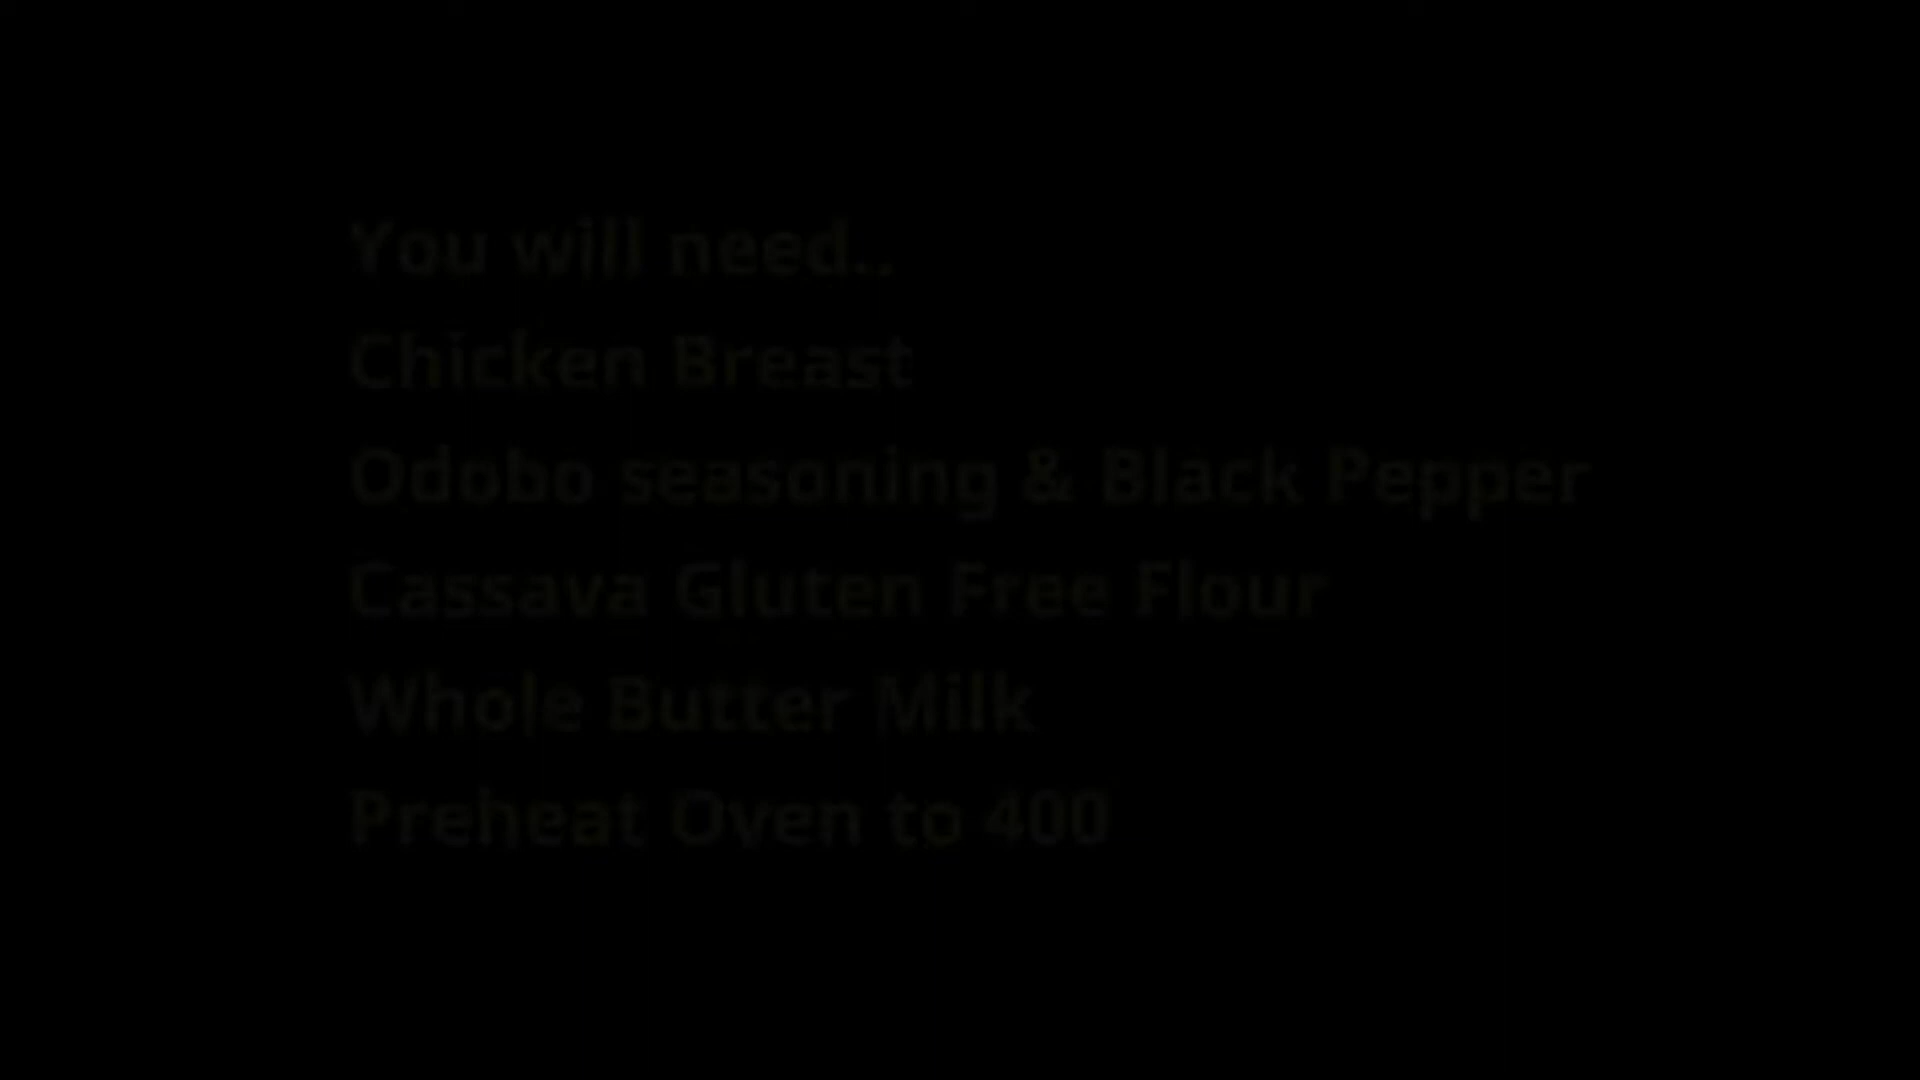 You will need..
Chicken Breast
Odobo seasoning & Black Pepper
Cassava Gluten Free Flour
Whole Butter Milk
Preheat Oven to 400